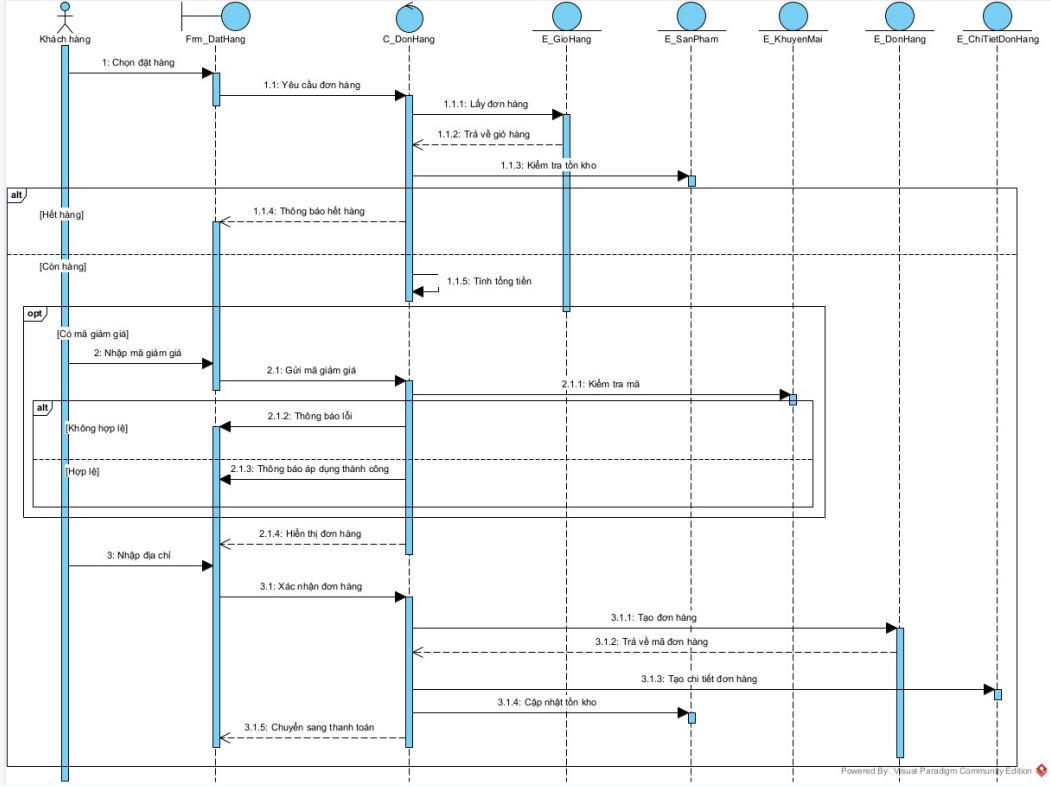 Khách hàng
Frm_DatHang
C_DonHang
E_GioHang
E_SanPham
E_KhuyenMai
E_DonHang
E_ChiTietDonHang
1: Chọn đặt hàng
1.1: Yêu cầu đơn hàng
1.1.1: Lấy đơn hàng
1.1.2: Trả về giỏ hàng
1.1.3: Kiểm tra tồn kho
alt
[Hết hàng]
1.1.4: Thông báo hết hàng
[Còn hàng]
1.1.5: Tính tổng tiền
opt
[Có mã giảm giá]
2: Nhập mã giảm giá
2.1: Gửi mã giảm giá
2.1.1: Kiểm tra mã
alt
2.1.2: Thông báo lỗi
[Không hợp lệ]
[Hợp lệ]
2.1.3: Thông báo áp dụng thành công
2.1.4: Hiển thị đơn hàng
3: Nhập địa chỉ
3.1: Xác nhận đơn hàng
3.1.1: Tạo đơn hàng
3.1.2: Trả về mã đơn hàng
3.1.3: Tạo chi tiết đơn hàng
3.1.4: Cập nhật tồn kho
3.1.5: Chuyển sang thanh toán
Powered By Visual Paradigm Community Edition